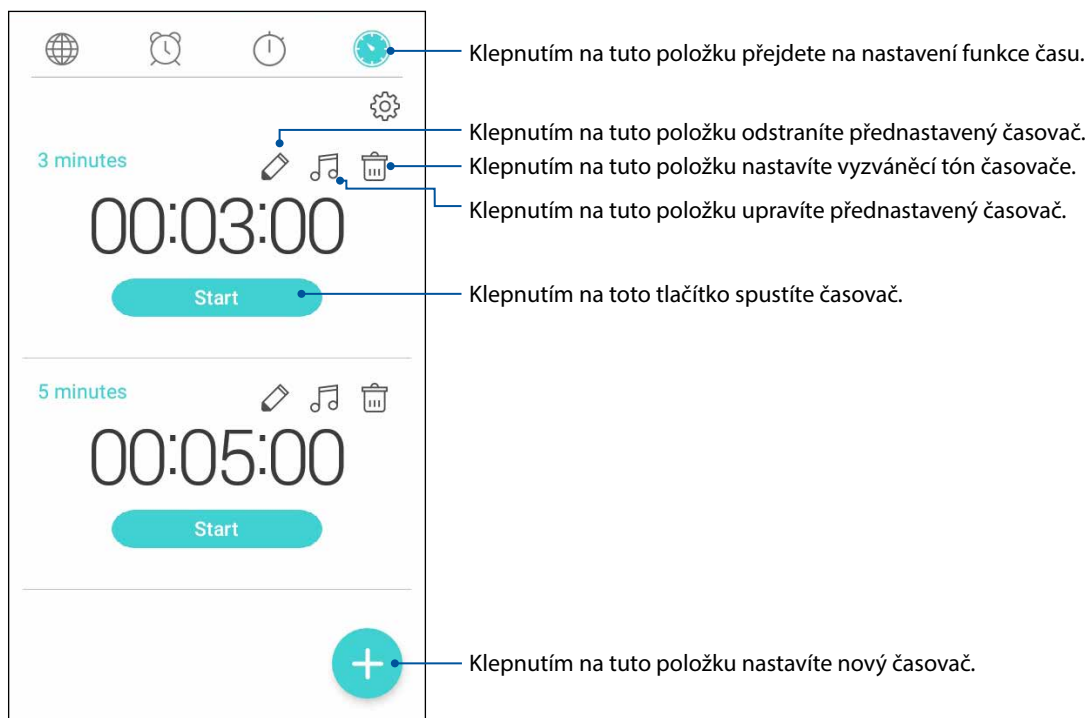 Klepnutím na tuto položku přejdete na nastavení funkce času.
Klepnutím na tuto položku odstraníte přednastavený časovač.
3 minutes
Klepnutím na tuto položku nastavíte vyzváněcí tón časovače.
Klepnutím na tuto položku upravíte přednastavený časovač.
00:03:00
Start
Klepnutím na toto tlačítko spustíte časovač.
5 minutes
00:05:00
Start
Klepnutím na tuto položku nastavíte nový časovač.